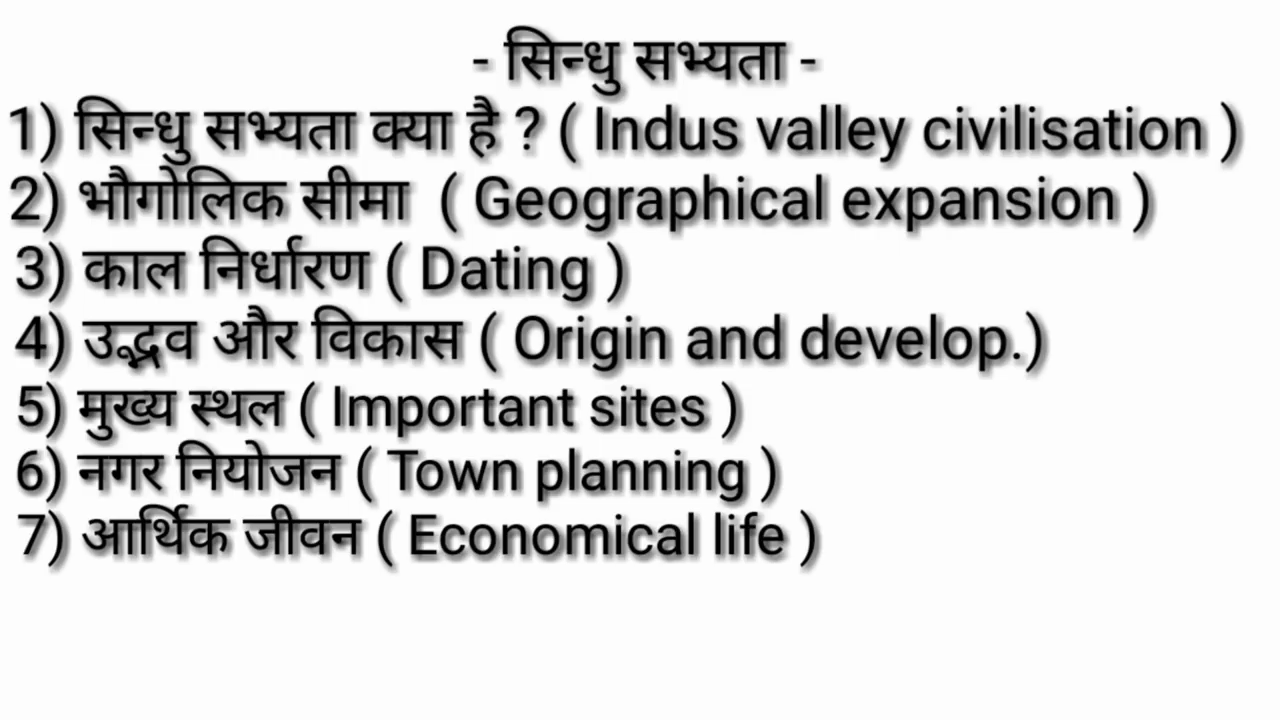 - सिन्धु सभ्यता -
1) सिन्धु सभ्यता क्या है ? ( Indus valley civilisation )
2) भौगोलिक सीमा ( Geographical expansion )
3) काल निर्धारण ( Dating )
4) उद्भव और विकास ( Origin and develop.)
5) मुख्य स्थल ( Important sites )
6) नगर नियोजन ( Town planning )
7) आर्थिक जीवन ( Economical life )